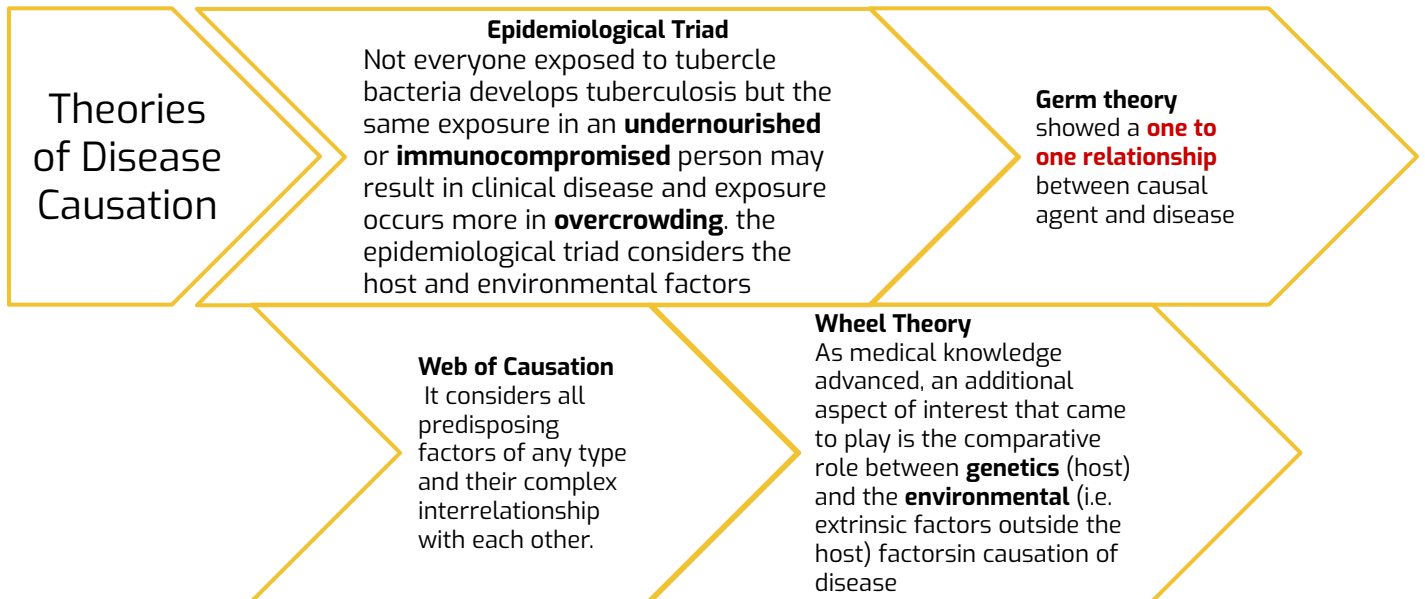 Theories
of Disease
Causation
Epidemiological Triad
Not everyone exposed to tubercle
bacteria develops tuberculosis but the
same exposure in an undernourished
or immunocompromised person may
result in clinical disease and exposure
occurs more in overcrowding. the
epidemiological triad considers the
host and environmental factors
Germ theory
showed a one to
one relationship
between causal
agent and disease
Web of Causation
It considers all
predisposing
factors of any type
and their complex
interrelationship
with each other.
Wheel Theory
As medical knowledge
advanced, an additional
aspect of interest that came
to play is the comparative
role between genetics (host)
and the environmental (i.e.
extrinsic factors outside the
host) factorsin causation of
disease